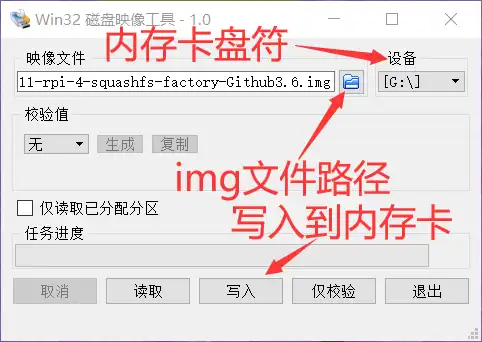 Win32 磁盘映像工具 - 1.0
内存卡盘符
映像文件
设备
11-rpi-4-squashfs-factory-Github3.6.img
[G:\]
校验值
无
生成
复制
img文件路径
仅读取已分配分区
写入到内存卡
任务进度
取消
读取
写入
仅校验
退出